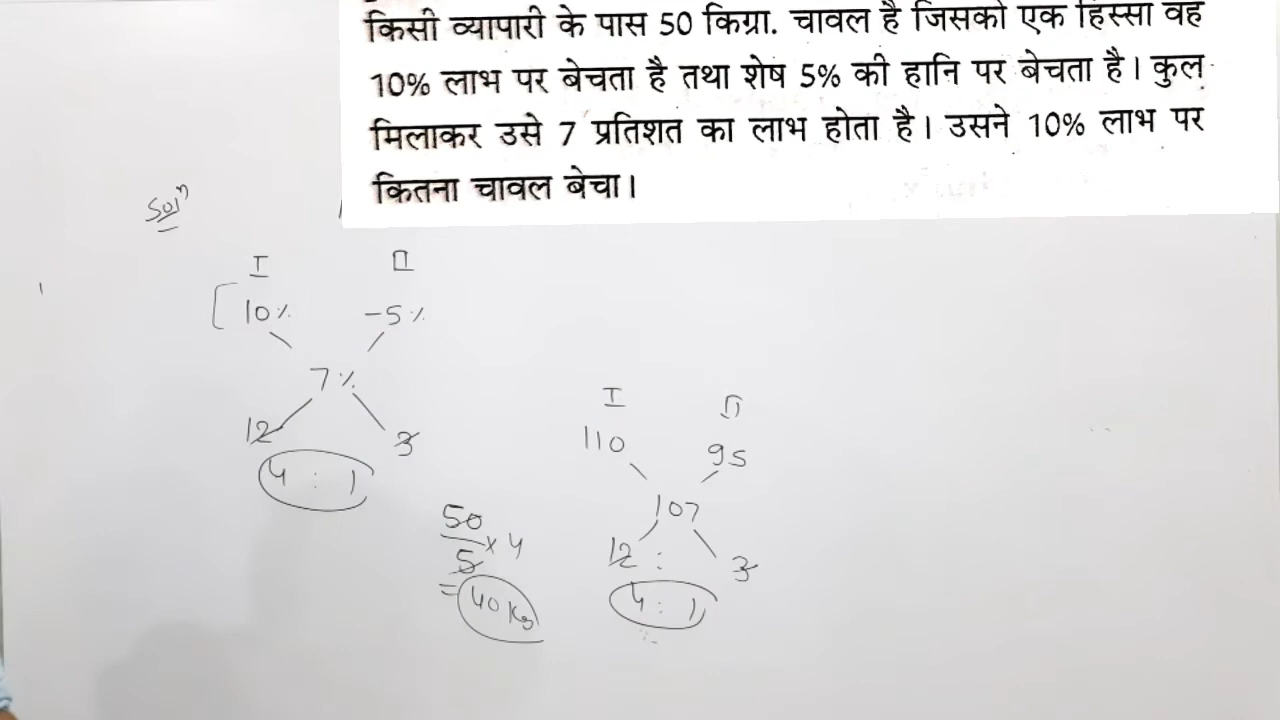 किसी व्यापारी के पास 50 किग्रा. चावल है जिसको एक हिस्सा वह
10% लाभ पर बेचता है तथा शेष 5% की हानि पर बेचता है। कुल
मिलाकर उसे 7 प्रतिशत का लाभ होता है। उसने 10% लाभ पर
कितना चावल बेचा।
Solⁿ
I II
10% -5%
7%
12 3
4 : 1
50/5 × 4
= 40 Kg
I II
110 95
107
12 : 3
4 : 1